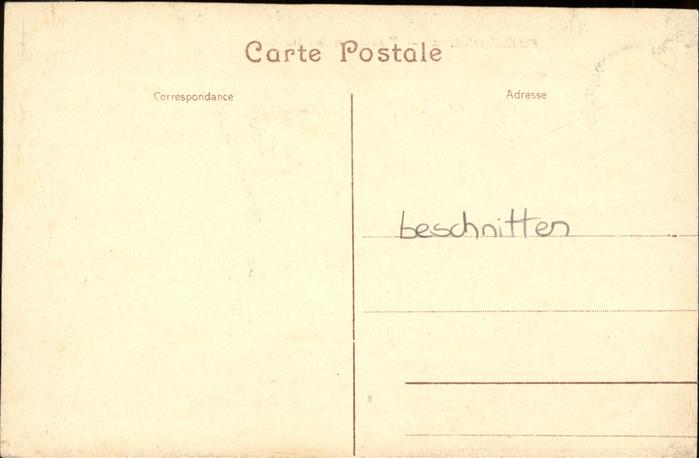 Carte Postale
Correspondance
Adresse
beschnitten